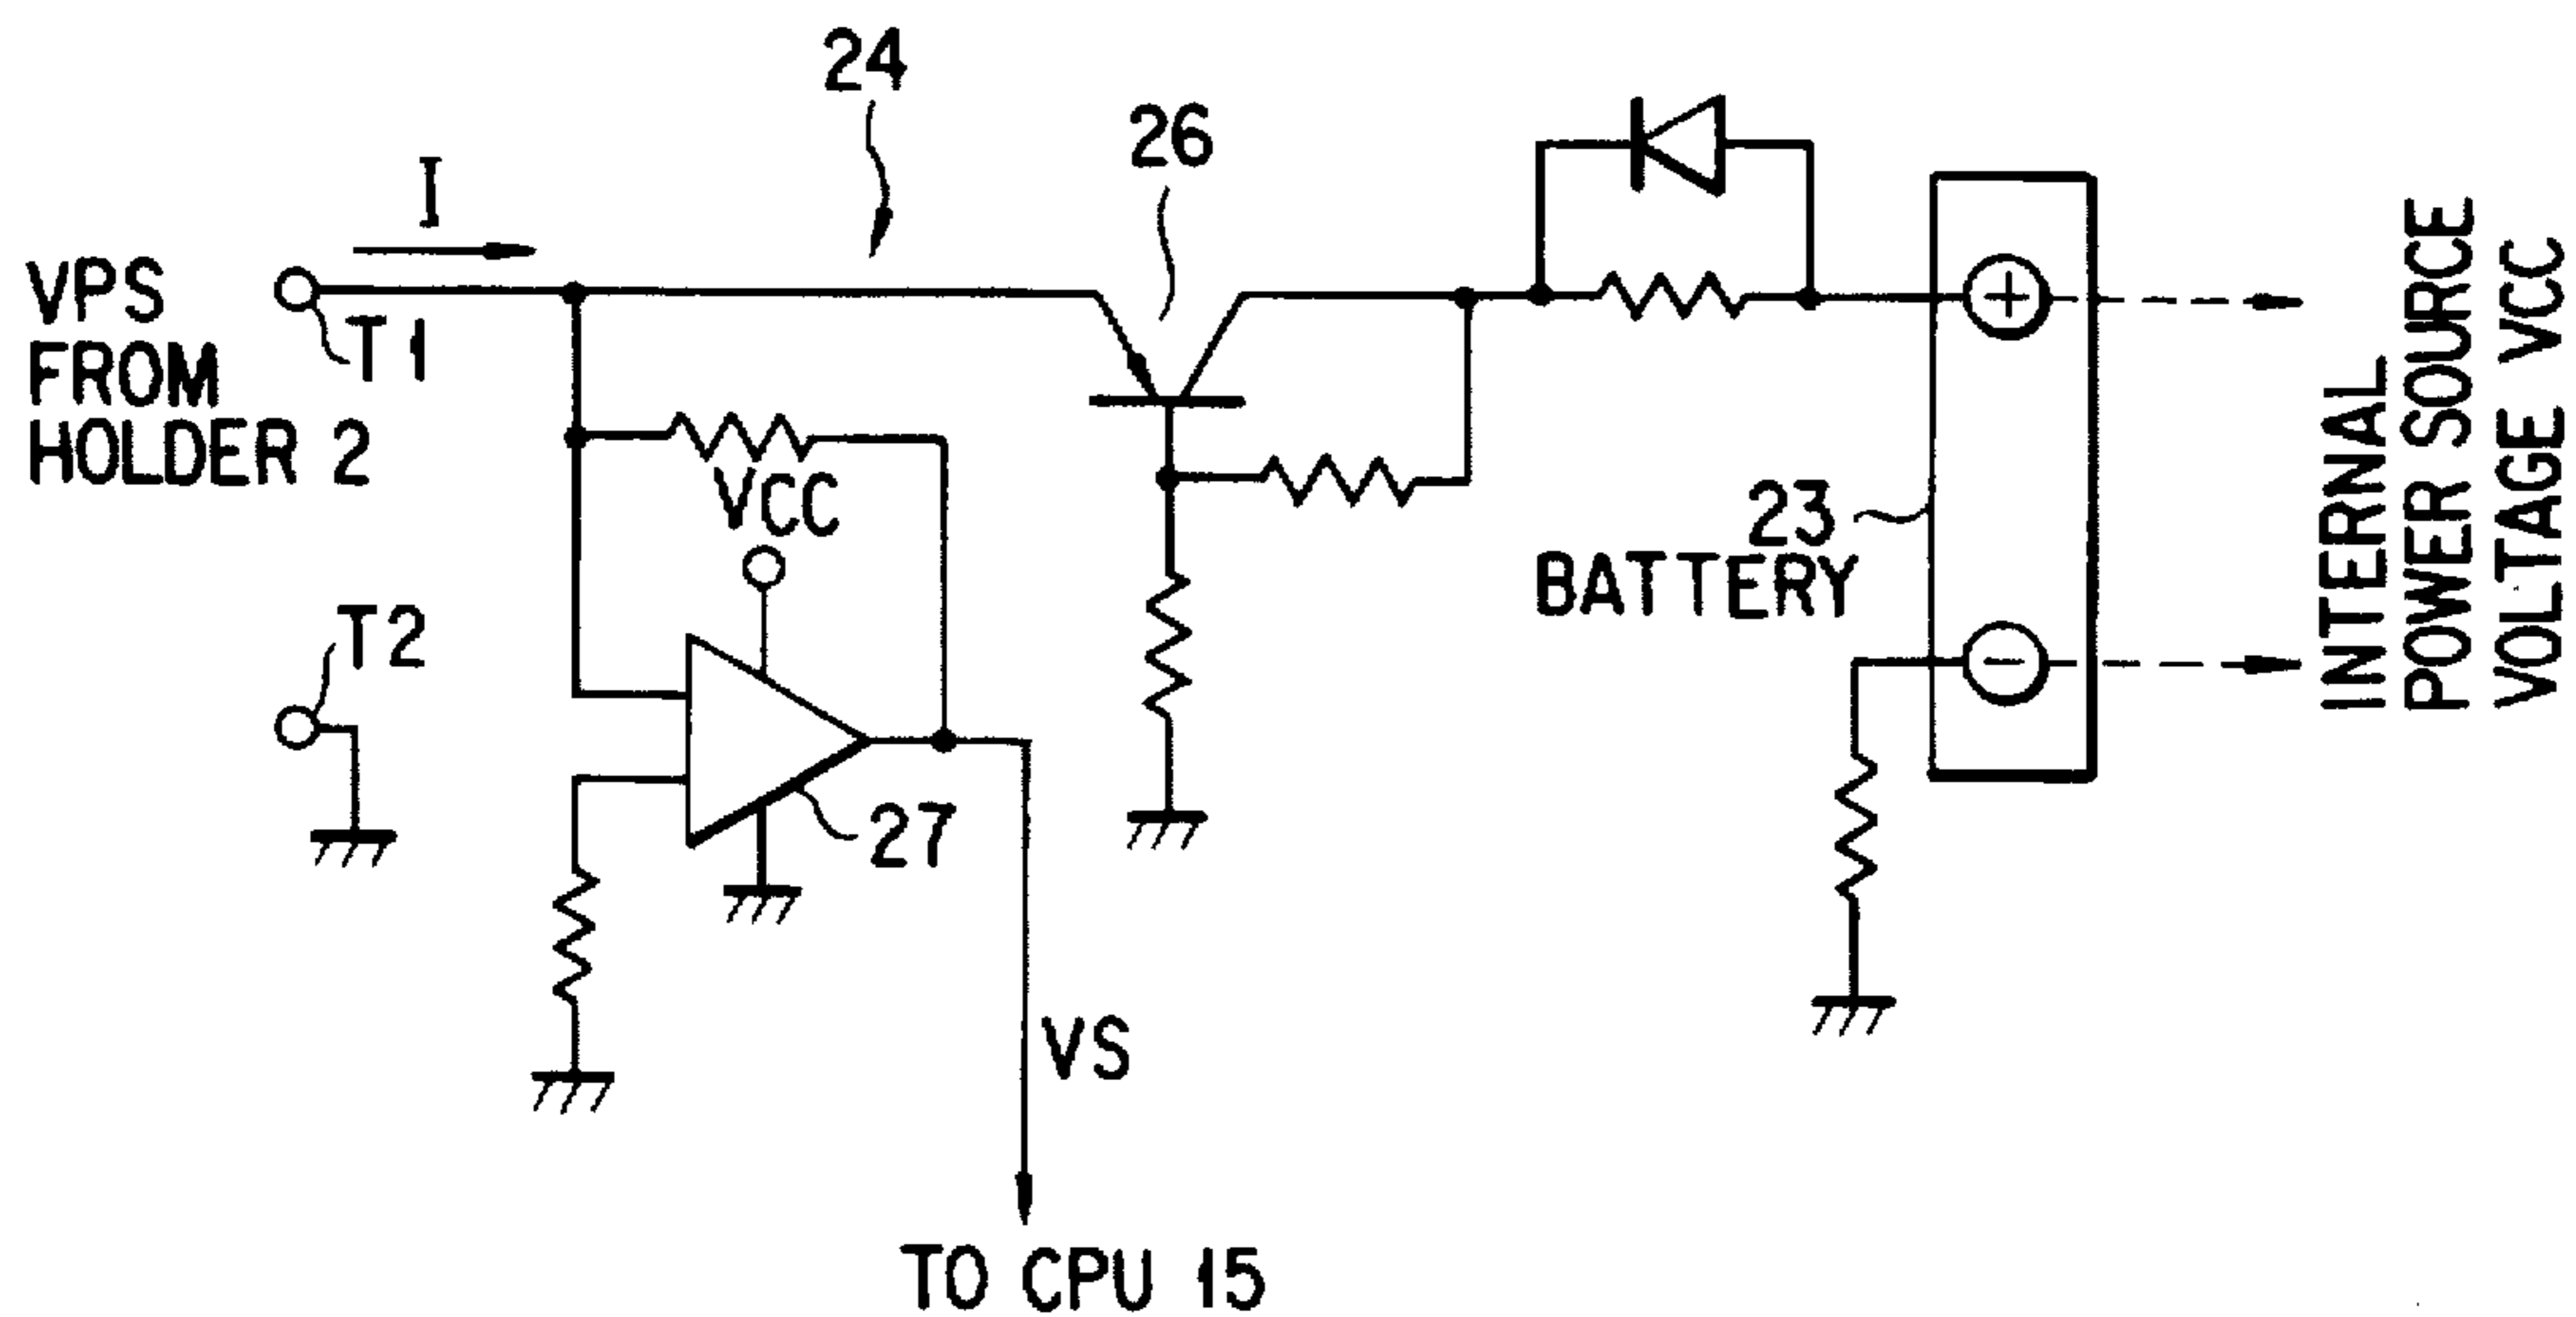 24
26
I
VPS
FROM
HOLDER 2
T1
VCC
T2
27
23
BATTERY
+
−
INTERNAL
POWER SOURCE
VOLTAGE VCC
VS
TO CPU 15